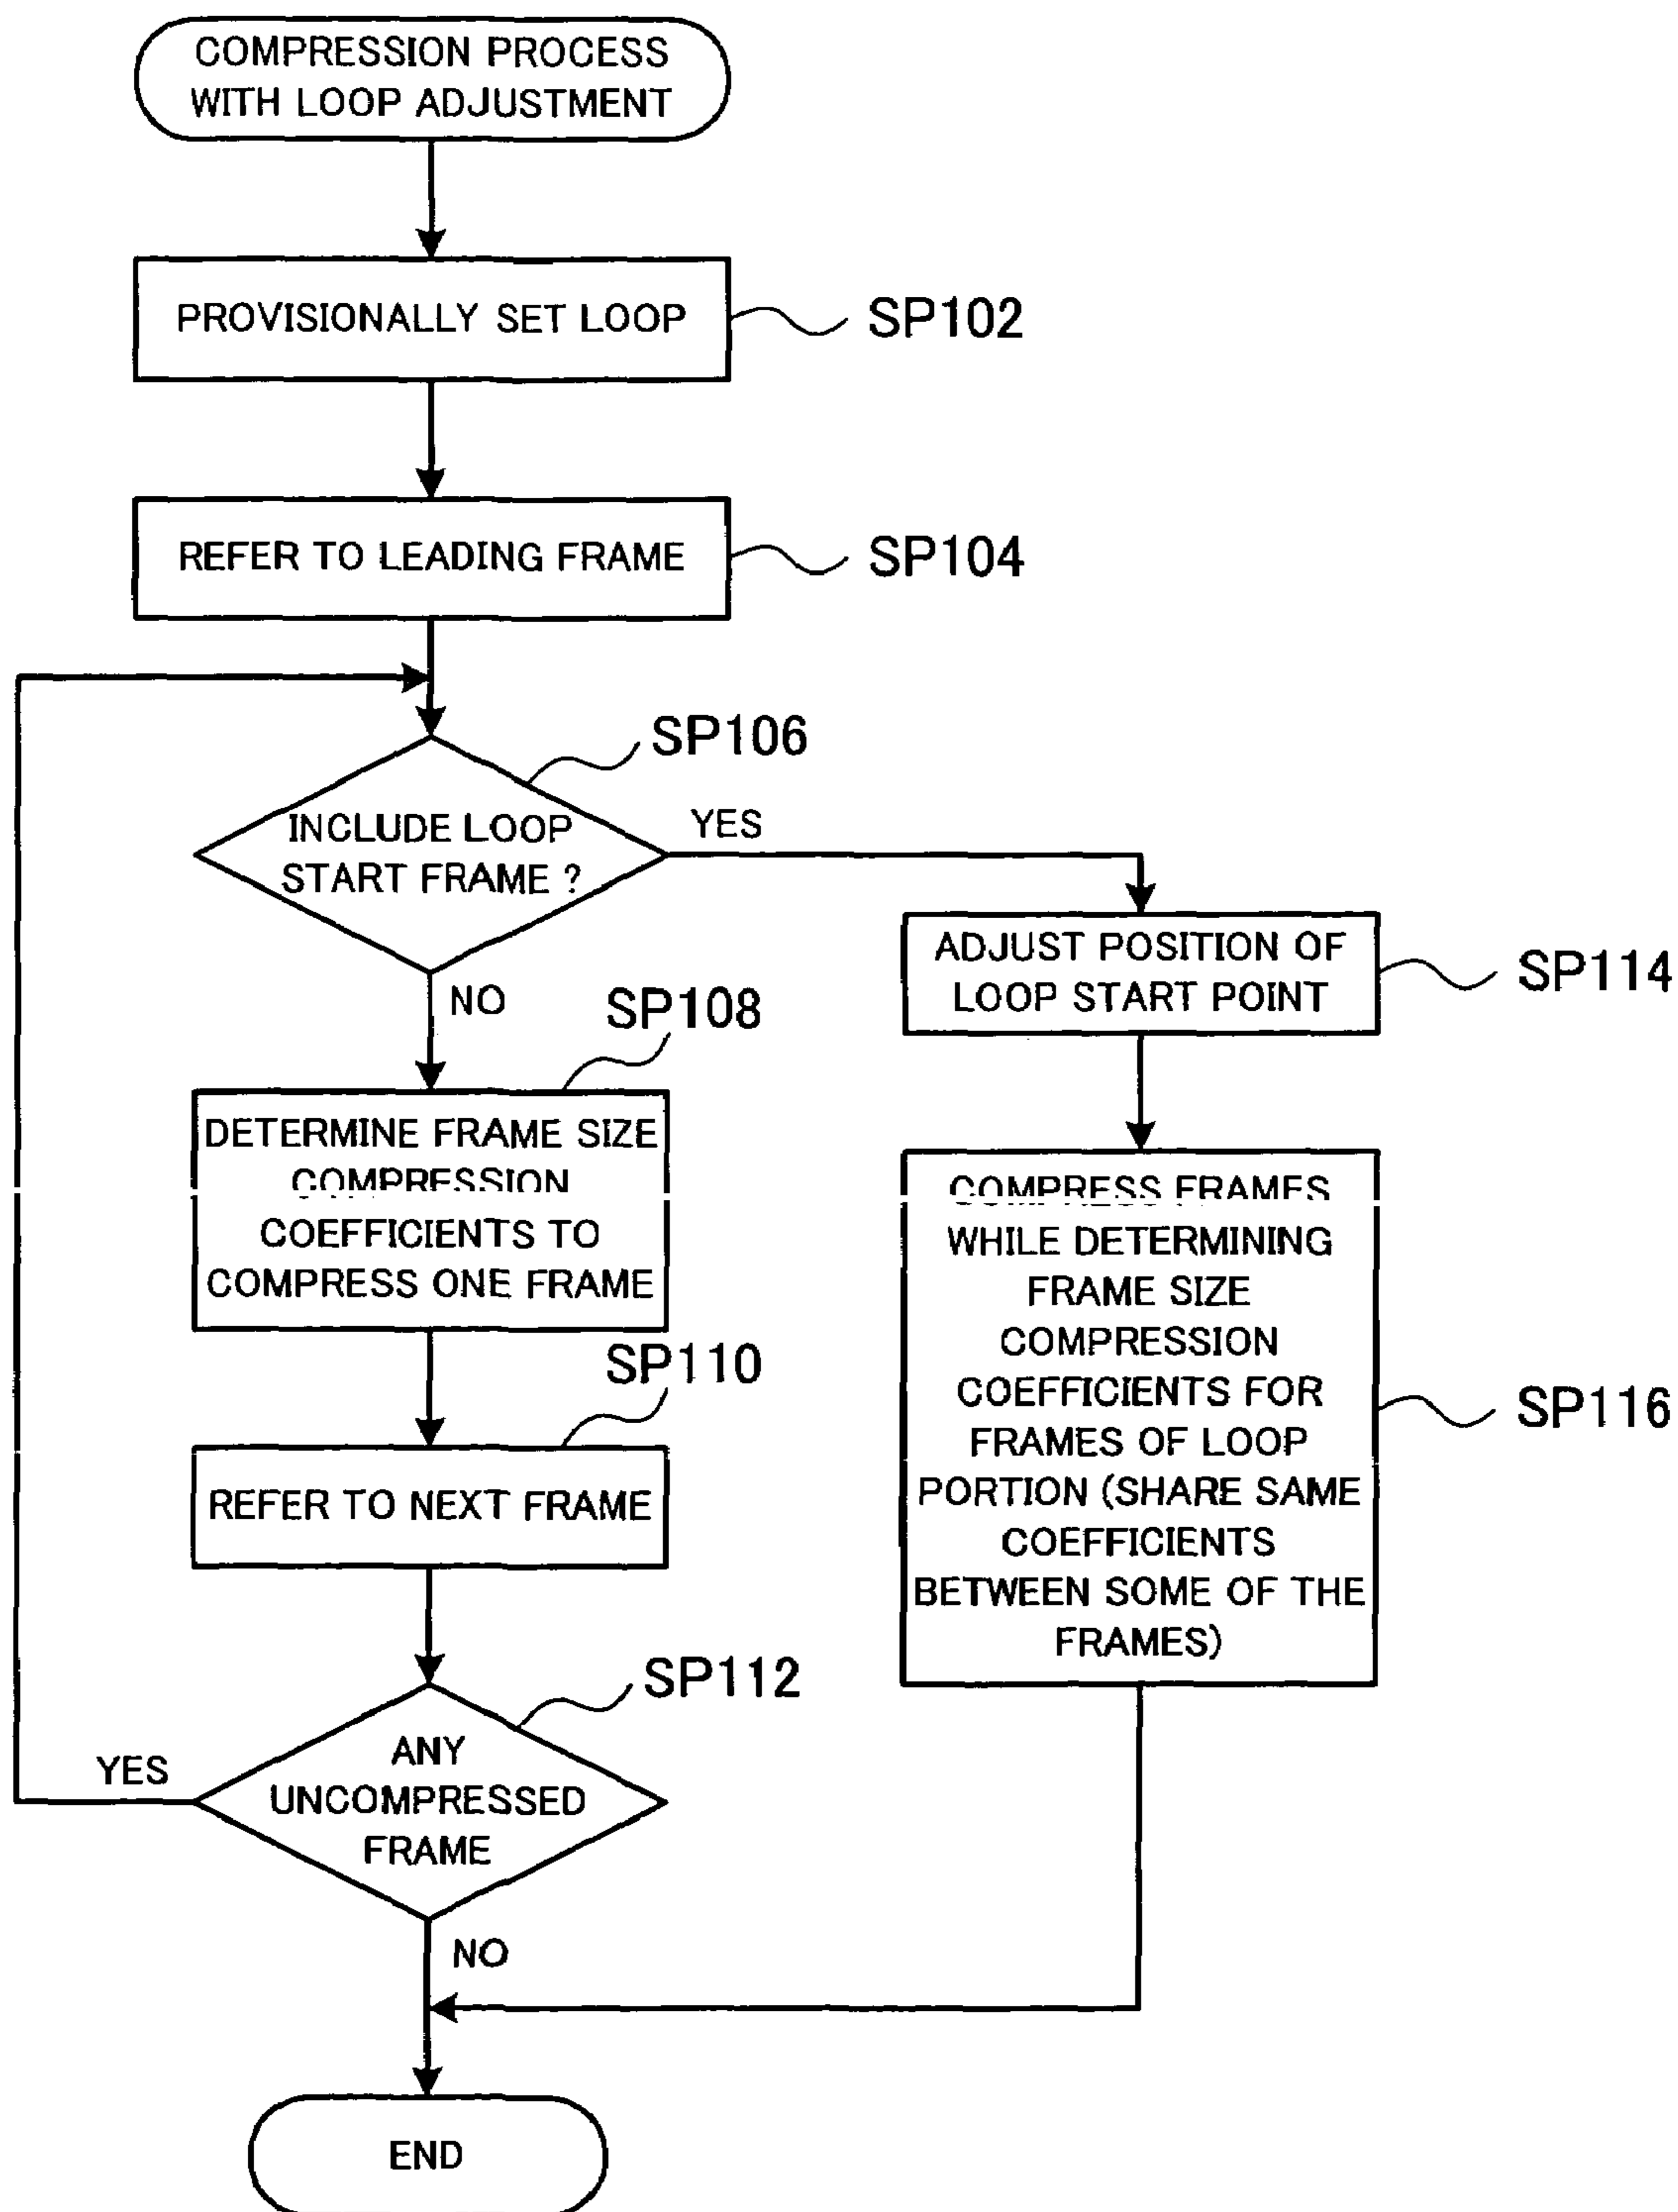 COMPRESSION PROCESS
WITH LOOP ADJUSTMENT
PROVISIONALLY SET LOOP
SP102
REFER TO LEADING FRAME
SP104
SP106
INCLUDE LOOP
START FRAME ?
YES
NO
ADJUST POSITION OF
LOOP START POINT
SP114
SP108
DETERMINE FRAME SIZE
COMPRESSION
COEFFICIENTS TO
COMPRESS ONE FRAME
COMPRESS FRAMES
WHILE DETERMINING
FRAME SIZE
COMPRESSION
COEFFICIENTS FOR
FRAMES OF LOOP
PORTION (SHARE SAME
COEFFICIENTS
BETWEEN SOME OF THE
FRAMES)
SP116
SP110
REFER TO NEXT FRAME
SP112
ANY
UNCOMPRESSED
FRAME
YES
NO
END